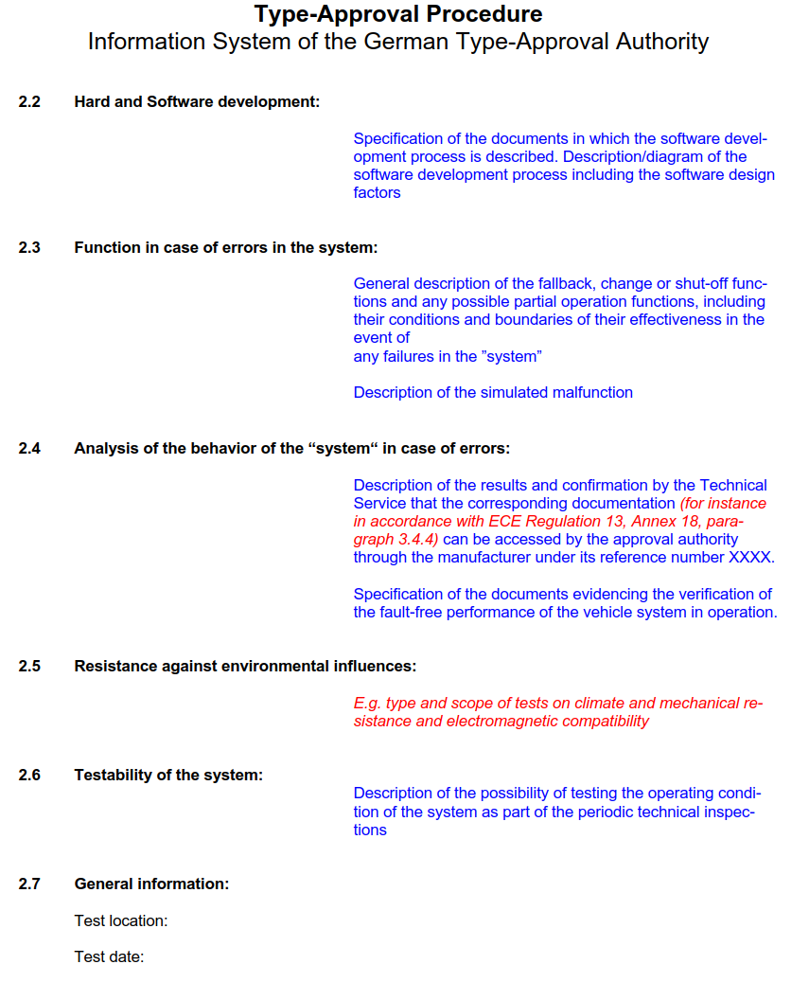 Type-Approval Procedure
Information System of the German Type-Approval Authority
2.2 Hard and Software development:
Specification of the documents in which the software devel-
opment process is described. Description/diagram of the
software development process including the software design
factors
2.3 Function in case of errors in the system:
General description of the fallback, change or shut-off func-
tions and any possible partial operation functions, including
their conditions and boundaries of their effectiveness in the
event of
any failures in the ”system”
Description of the simulated malfunction
2.4 Analysis of the behavior of the “system“ in case of errors:
Description of the results and confirmation by the Technical
Service that the corresponding documentation (for instance
in accordance with ECE Regulation 13, Annex 18, para-
graph 3.4.4) can be accessed by the approval authority
through the manufacturer under its reference number XXXX.
Specification of the documents evidencing the verification of
the fault-free performance of the vehicle system in operation.
2.5 Resistance against environmental influences:
E.g. type and scope of tests on climate and mechanical re-
sistance and electromagnetic compatibility
2.6 Testability of the system:
Description of the possibility of testing the operating condi-
tion of the system as part of the periodic technical inspec-
tions
2.7 General information:
Test location:
Test date: